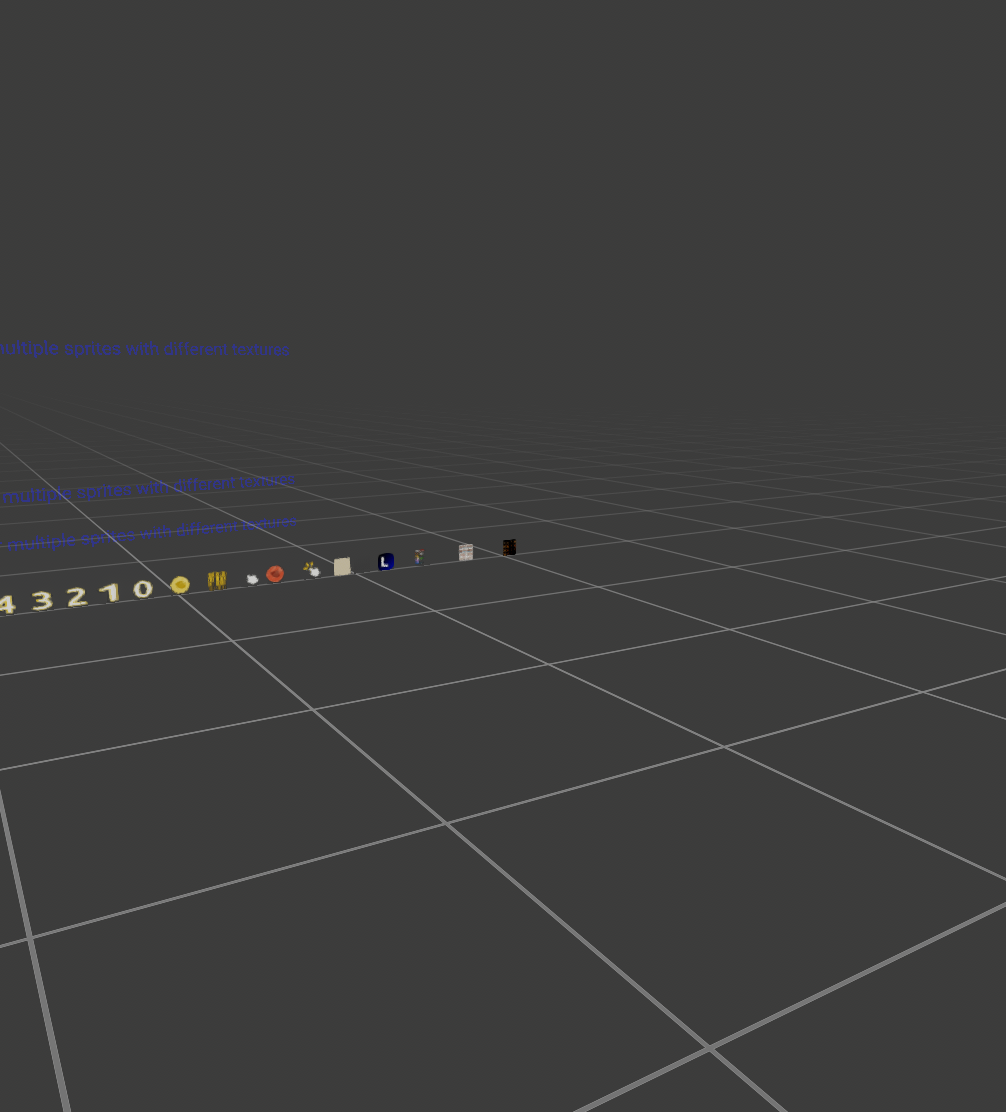 multiple sprites with different textures
multiple sprites with different textures
multiple sprites with different textures
4 3 2 1 0
L